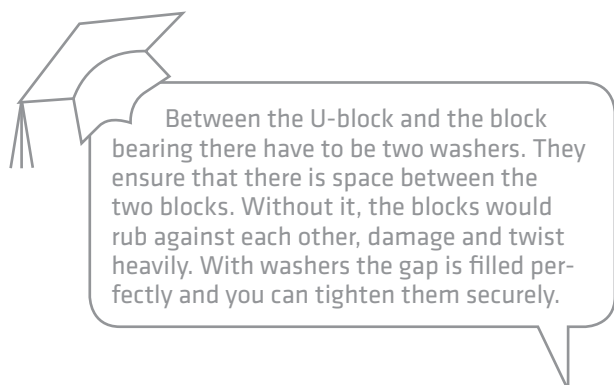 Between the U-block and the block
bearing there have to be two washers. They
ensure that there is space between the
two blocks. Without it, the blocks would
rub against each other, damage and twist
heavily. With washers the gap is filled per-
fectly and you can tighten them securely.